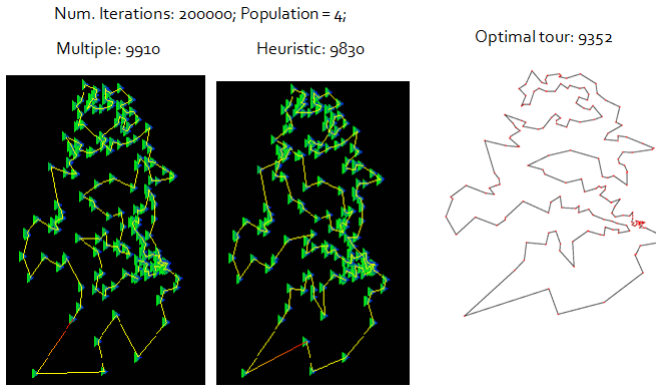 Num. Iterations: 200000; Population = 4;
Multiple: 9910
Heuristic: 9830
Optimal tour: 9352